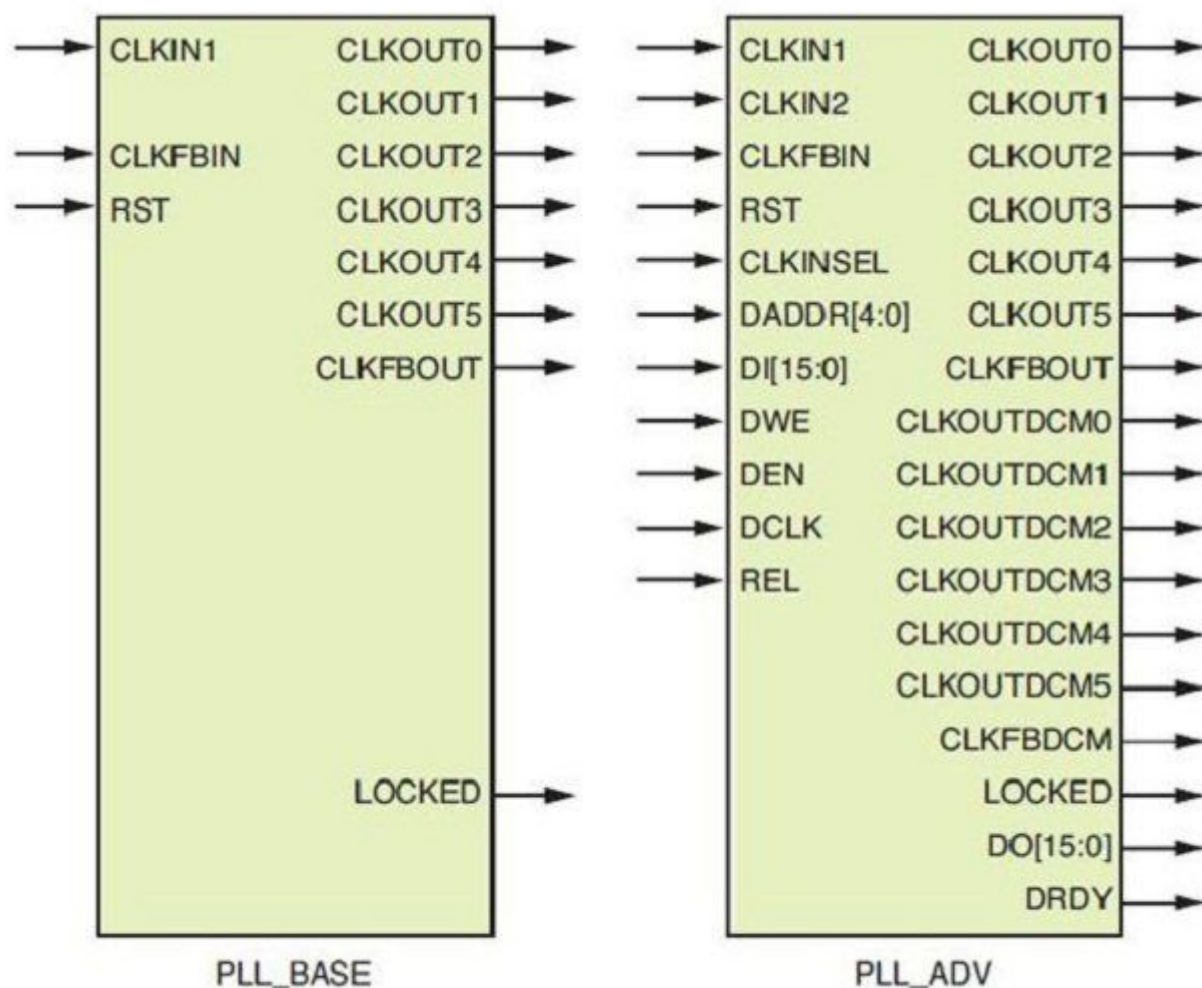 CLKIN1 CLKOUT0
CLKOUT1
CLKFBIN CLKOUT2
RST CLKOUT3
CLKOUT4
CLKOUT5
CLKFBOUT
LOCKED
PLL_BASE
CLKIN1 CLKOUT0
CLKIN2 CLKOUT1
CLKFBIN CLKOUT2
RST CLKOUT3
CLKINSEL CLKOUT4
DADDR[4:0] CLKOUT5
DI[15:0] CLKFBOUT
DWE CLKOUTDCM0
DEN CLKOUTDCM1
DCLK CLKOUTDCM2
REL CLKOUTDCM3
CLKOUTDCM4
CLKOUTDCM5
CLKFBDCM
LOCKED
DO[15:0]
DRDY
PLL_ADV